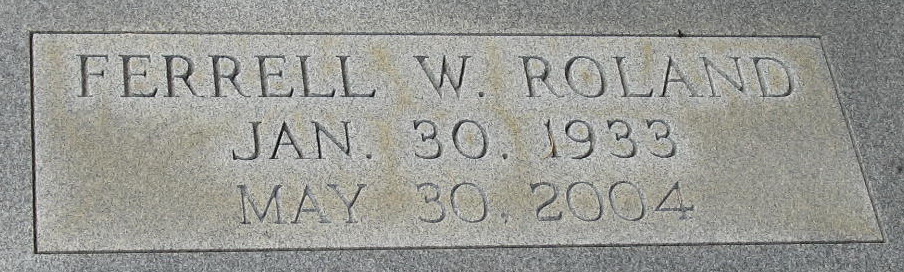 FERRELL W. ROLAND
JAN. 30. 1933
MAY 30. 2004